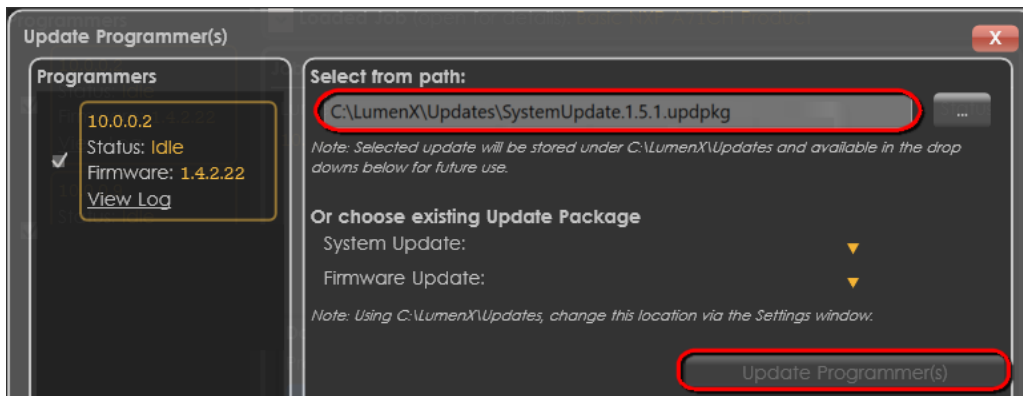 Update Programmer(s)
X
Programmers
10.0.0.2
Status: Idle
Firmware: 1.4.2.22
View Log
Select from path:
C:\LumenX\Updates\SystemUpdate.1.5.1.updpkg
...
Note: Selected update will be stored under C:\LumenX\Updates and available in the drop
downs below for future use.
Or choose existing Update Package
System Update:
Firmware Update:
Note: Using C:\LumenX\Updates, change this location via the Settings window.
Update Programmer(s)